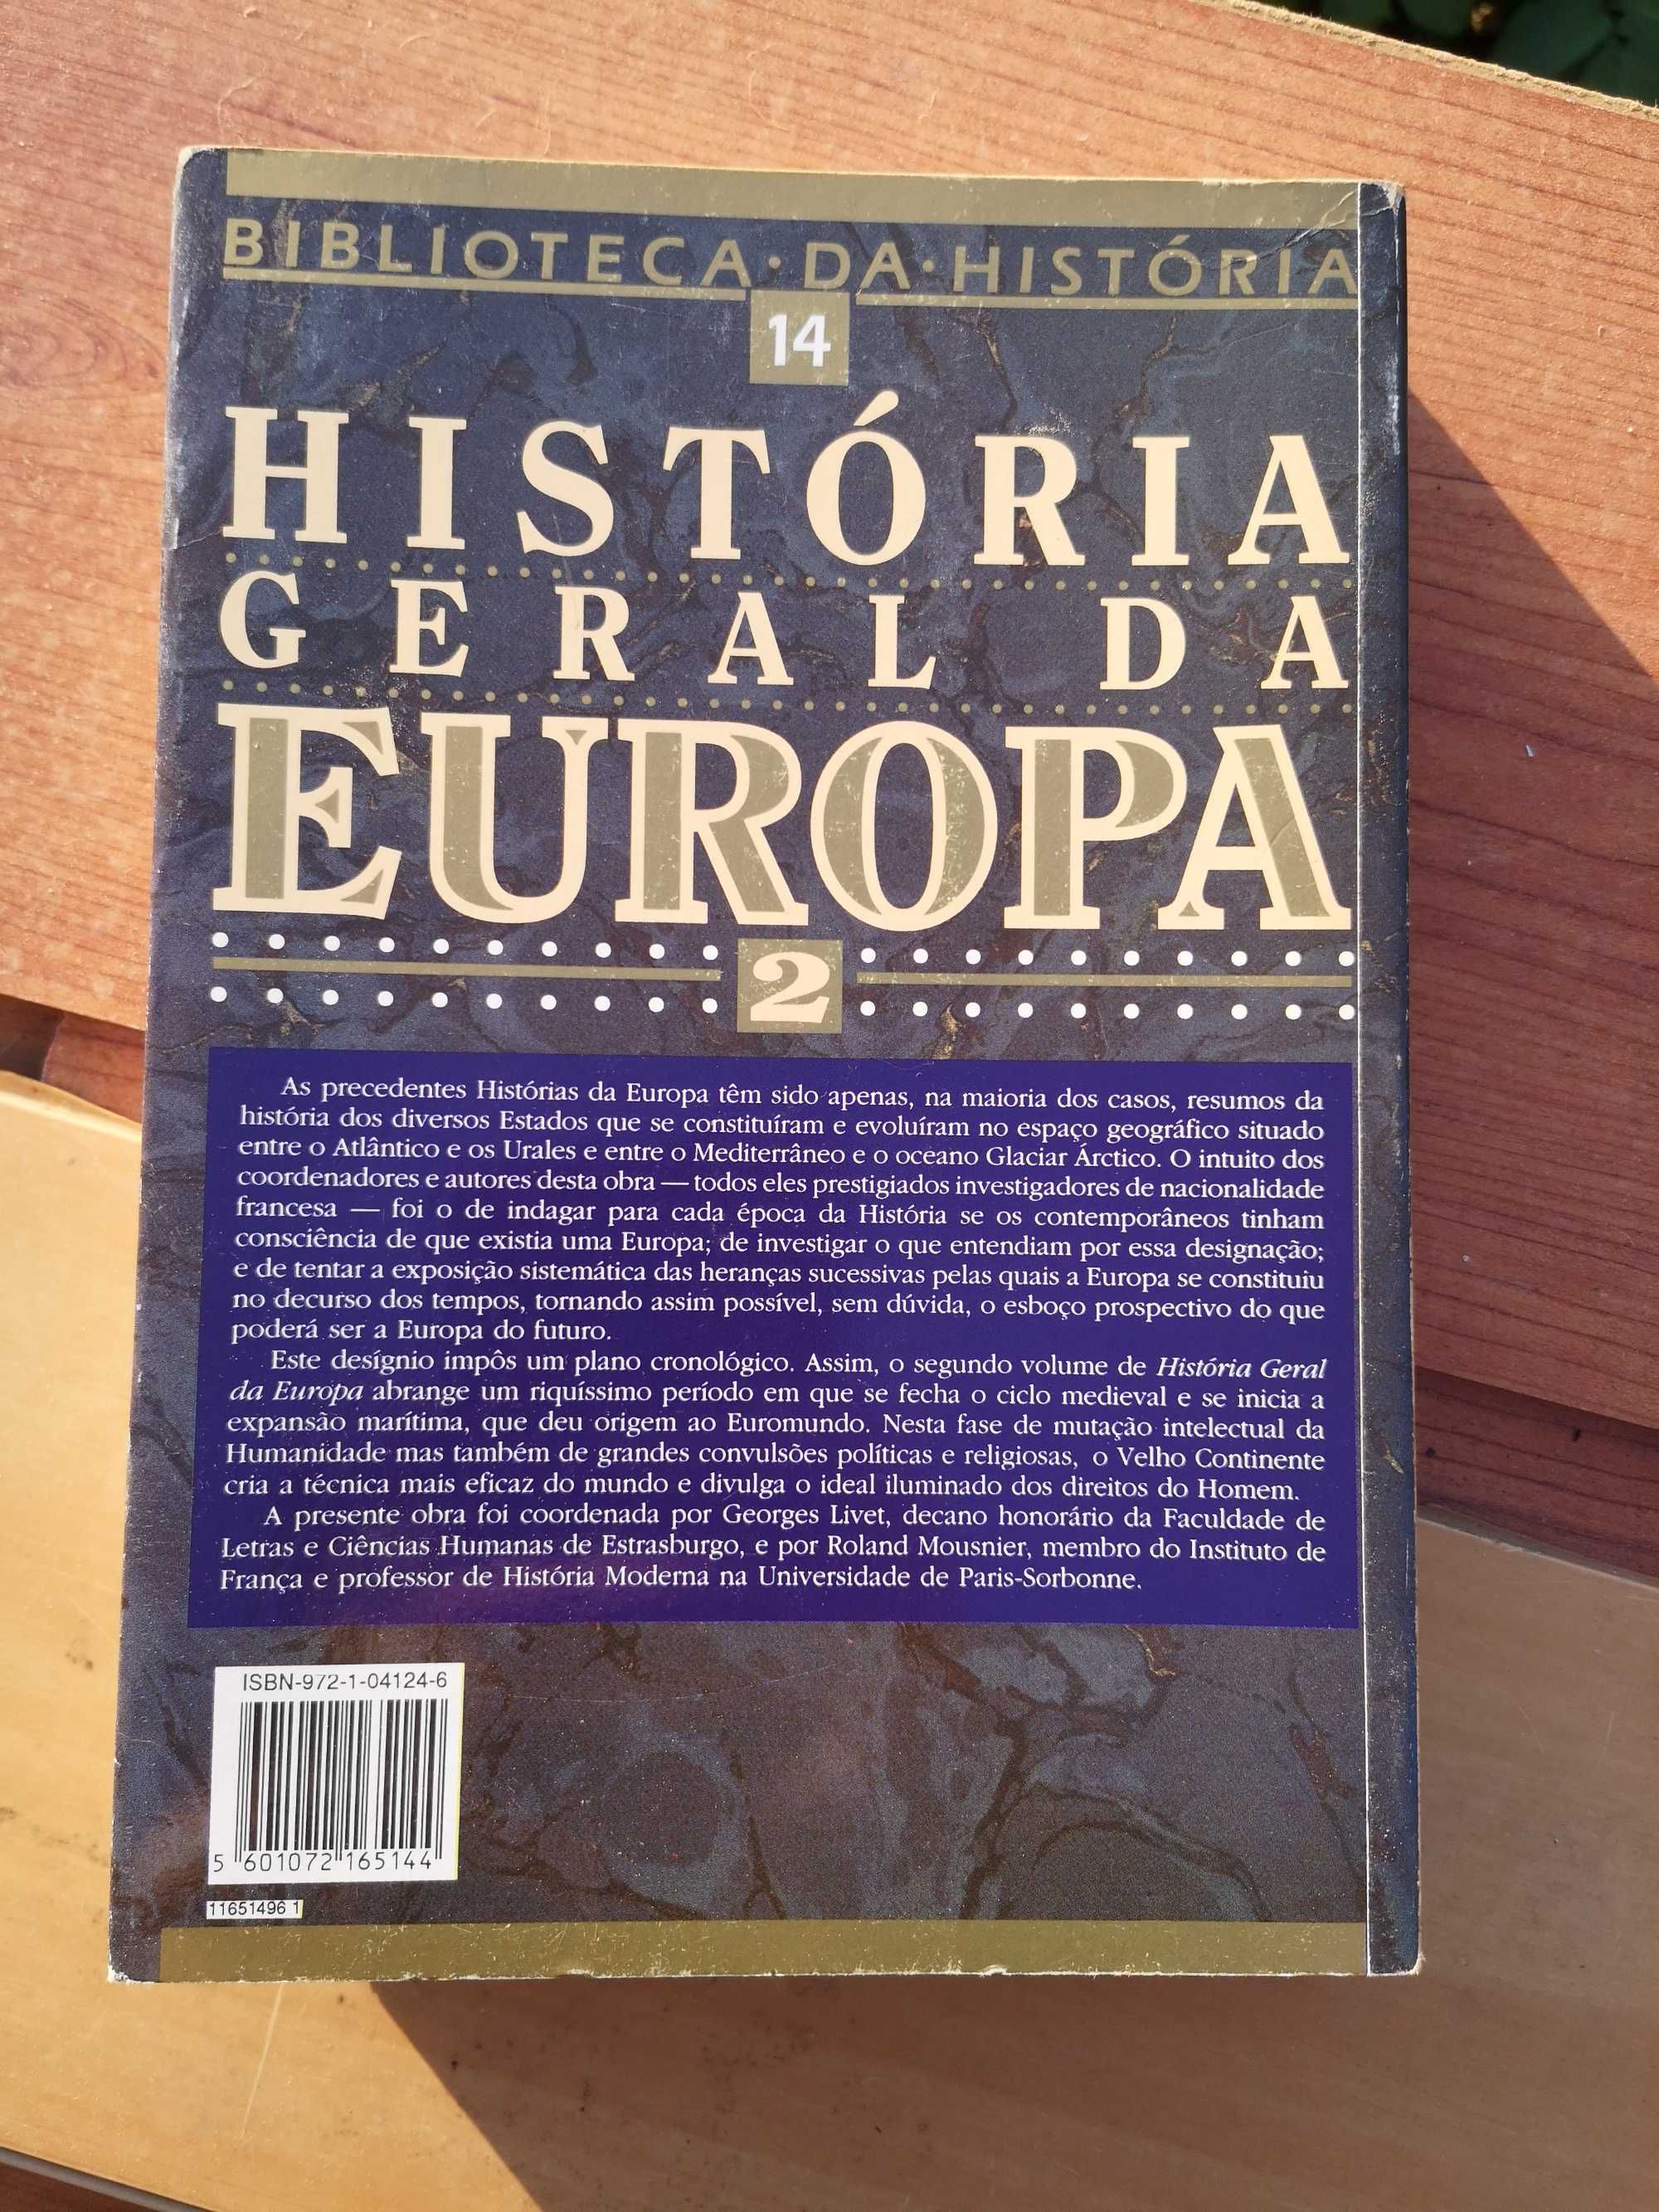 BIBLIOTECA·DA·HISTÓRIA
14
HISTÓRIA
GERAL DA
EUROPA
2
As precedentes Histórias da Europa têm sido apenas, na maioria dos casos, resumos da
história dos diversos Estados que se constituíram e evoluíram no espaço geográfico situado
entre o Atlântico e os Urales e entre o Mediterrâneo e o oceano Glaciar Árctico. O intuito dos
coordenadores e autores desta obra — todos eles prestigiados investigadores de nacionalidade
francesa — foi o de indagar para cada época da História se os contemporâneos tinham
consciência de que existia uma Europa; de investigar o que entendiam por essa designação;
e de tentar a exposição sistemática das heranças sucessivas pelas quais a Europa se constituiu
no decurso dos tempos, tornando assim possível, sem dúvida, o esboço prospectivo do que
poderá ser a Europa do futuro.
Este desígnio impôs um plano cronológico. Assim, o segundo volume de História Geral
da Europa abrange um riquíssimo período em que se fecha o ciclo medieval e se inicia a
expansão marítima, que deu origem ao Euromundo. Nesta fase de mutação intelectual da
Humanidade mas também de grandes convulsões políticas e religiosas, o Velho Continente
cria a técnica mais eficaz do mundo e divulga o ideal iluminado dos direitos do Homem.
A presente obra foi coordenada por Georges Livet, decano honorário da Faculdade de
Letras e Ciências Humanas de Estrasburgo, e por Roland Mousnier, membro do Instituto de
França e professor de História Moderna na Universidade de Paris-Sorbonne.
ISBN-972-1-04124-6
5 601072 165144
11651496 1